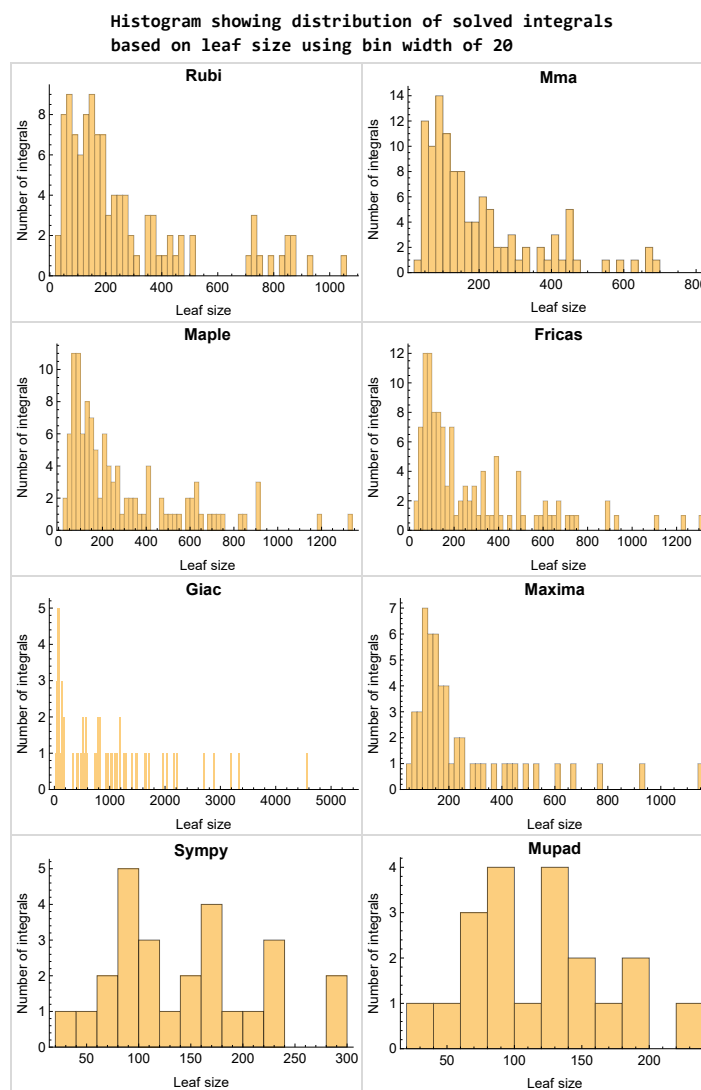 Histogram showing distribution of solved integrals
based on leaf size using bin width of 20
Rubi
Number of integrals
0 2 4 6 8
0 200 400 600 800 1000
Leaf size
Mma
Number of integrals
0 2 4 6 8 10 12 14
200 400 600 800
Leaf size
Maple
Number of integrals
0 2 4 6 8 10
0 200 400 600 800 1000 1200
Leaf size
Fricas
Number of integrals
0 2 4 6 8 10 12
0 200 400 600 800 1000 1200
Leaf size
Giac
Number of integrals
0 1 2 3 4 5
0 1000 2000 3000 4000 5000
Leaf size
Maxima
Number of integrals
0 1 2 3 4 5 6 7
200 400 600 800 1000
Leaf size
Sympy
Number of integrals
0 1 2 3 4 5
50 100 150 200 250 300
Leaf size
Mupad
Number of integrals
0 1 2 3 4
50 100 150 200
Leaf size